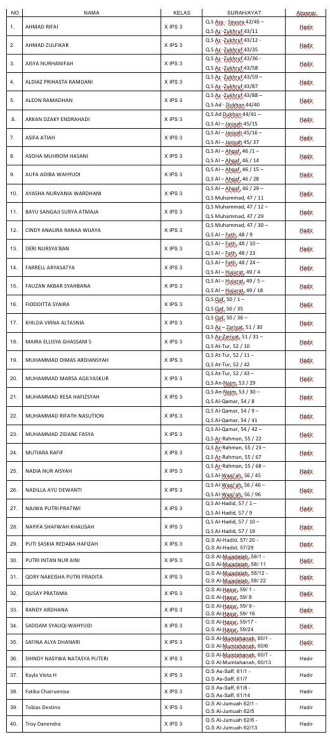 NO NAMA KELAS SURAH/AYAT Absensi
1. AHMAD RIFAI X IPS 3 Q.S Asy - Syuura 42/45 – Q.S Az -Zukhruf 43/11 Hadir
2. AHMAD ZULFIKAR X IPS 3 Q.S Az -Zukhruf 43/12 - Q.S Az -Zukhruf 43/35 Hadir
3. AISYA NURHANIFAH X IPS 3 Q.S Az -Zukhruf 43/36 - Q.S Az -Zukhruf 43/58 Hadir
4. ALDIAZ PRIHASTA RAMDANI X IPS 3 Q.S Az -Zukhruf 43/59 – Q.S Az -Zukhruf 43/87 Hadir
5. ALEON RAMADHAN X IPS 3 Q.S Az -Zukhruf 43/88 – Q.S Ad - Dukhan 44/40 Hadir
6. ARKAN DZAKY ENDRAHADI X IPS 3 Q.S Ad Dukhan 44/41 – Q.S Al – Jasiyah 45/15 Hadir
7. ASIFA ATIAH X IPS 3 Q.S Al – Jasiyah 45/16 – Q.S Al – Jasiyah 45/ 37 Hadir
8. ASDHA MUHROM HASANI X IPS 3 Q.S Al – Ahqaf, 46 /1 – Q.S Al – Ahqaf, 46 / 14 Hadir
9. AUFA ADIBA WAHYUDI X IPS 3 Q.S Al – Ahqaf, 46 / 15 – Q.S Al – Ahqaf, 46 / 28 Hadir
10. AYASHA NURVANIA WARDHANI X IPS 3 Q.S Al – Ahqaf, 46 / 29 – Q.S Muhammad, 47 / 11 Hadir
11. BAYU SANGAJI SURYA ATMAJA X IPS 3 Q.S Muhammad, 47 / 12 – Q.S Muhammad, 47 / 29 Hadir
12. CINDY ANAURA RANAA WIJAYA X IPS 3 Q.S Muhammad, 47 / 30 – Q.S Al – Fath, 48 / 9 Hadir
13. DERI NURSYA'BAN X IPS 3 Q.S Al – Fath, 48 / 10 – Q.S Al – Fath, 48 / 23 Hadir
14. FARRELL ARYASATYA X IPS 3 Q.S Al – Fath, 48 / 24 – Q.S Al – Hujurat, 49 / 4 Hadir
15. FAUZAN AKBAR SYAHBANA X IPS 3 Q.S Al – Hujurat, 49 / 5 – Q.S Al – Hujurat, 49 / 18 Hadir
16. FIDDDITTA SYAIRA X IPS 3 Q.S Qaf, 50 / 1 – Q.S Qaf, 50 / 35 Hadir
17. KHILDA VIRNA ALTASNIA X IPS 3 Q.S Qaf, 50 / 36 – Q.S Az – Zariyat, 51 / 30 Hadir
18. MAIRA ELLISYA GHASSANI S X IPS 3 Q.S Az-Zariyat, 51 / 31 – Q.S At-Tur, 52 / 10 Hadir
19. MUHAMMAD DIMAS ARDIANSYAH X IPS 3 Q.S At-Tur, 52 / 11 – Q.S At-Tur, 52 / 42 Hadir
20. MUHAMMAD MARSA AGILYASKUR X IPS 3 Q.S At-Tur, 52 / 43 – Q.S An-Najm, 53 / 29 Hadir
21. MUHAMMAD RESA HAFIZSYAH X IPS 3 Q.S An-Najm, 53 / 30 – Q.S Al-Qamar, 54 / 8 Hadir
22. MUHAMMAD RIFATH NASUTION X IPS 3 Q.S Al-Qamar, 54 / 9 – Q.S Al-Qamar, 54 / 41 Hadir
23. MUHAMMAD ZIDANE FASYA X IPS 3 Q.S Al-Qamar, 54 / 42 – Q.S Ar-Rahman, 55 / 22 Hadir
24. MUTIARA RAFIF X IPS 3 Q.S Ar-Rahman, 55 / 23 – Q.S Ar-Rahman, 55 / 67 Hadir
25. NADIA NUR AISYAH X IPS 3 Q.S Ar-Rahman, 55 / 68 – Q.S Al-Waqi'ah, 56 / 45 Hadir
26. NADILLA AYU DEWANTI X IPS 3 Q.S Al-Waqi'ah, 56 / 46 – Q.S Al-Waqi'ah, 56 / 96 Hadir
27. NAIWA PUTRI PRATIWI X IPS 3 Q.S Al-Hadid, 57 / 1 – Q.S Al-Hadid, 57 / 9 Hadir
28. NAYIFA SHAFWAH KHALISAH X IPS 3 Q.S Al-Hadid, 57 / 10 – Q.S Al-Hadid, 57 / 19 Hadir
29. PUTI SASKIA REDABA HAFIZAH X IPS 3 Q.S Al-Hadid, 57/ 20 - Q.S Al-Hadid, 57/29 Hadir
30. PUTRI INTAN NUR AINI X IPS 3 Q.S Al-Mujadalah, 58/1 - Q.S Al-Mujadalah, 58/ 11 Hadir
31. QORY NAKEISHA PUTRI PRADITA X IPS 3 Q.S Al-Mujadalah, 58/12 - Q.S Al-Mujadalah, 58/ 22 Hadir
32. QUSAY PRATAMA X IPS 3 Q.S Al-Hasyr, 59/ 1 - Q.S Al-Hasyr, 59/ 8 Hadir
33. RANDY ARDHANA X IPS 3 Q.S Al-Hasyr, 59/ 9 - Q.S Al-Hasyr, 59/ 16 Hadir
34. SADDAM SYAUQI WAHYUDI X IPS 3 Q.S Al-Hasyr, 59/17 - Q.S Al-Hasyr, 59/24 Hadir
35. SAFINA ALYA DHANARI X IPS 3 Q.S Al-Mumtahanah, 60/1 - Q.S Al-Mumtahanah, 60/6 Hadir
36. SHINDY NASYWA NATASYA PUTERI X IPS 3 Q.S Al-Mumtahanah, 60/7 - Q.S Al-Mumtahanah, 60/13 Hadir
37. Kayla Vieta H X IPS 3 Q.S As-Saff, 61/1 - Q.S As-Saff, 61/7 Hadir
38. Fatiha Chairunnisa X IPS 3 Q.S As-Saff, 61/8 - Q.S As-Saff, 61/14 Hadir
39. Tobias Destino X IPS 3 Q.S Al-Jumuah 62/1 - Q.S Al-Jumuah 62/5 Hadir
40. Troy Danendra X IPS 3 Q.S Al-Jumuah 62/6 - Q.S Al-Jumuah 62/13 Hadir